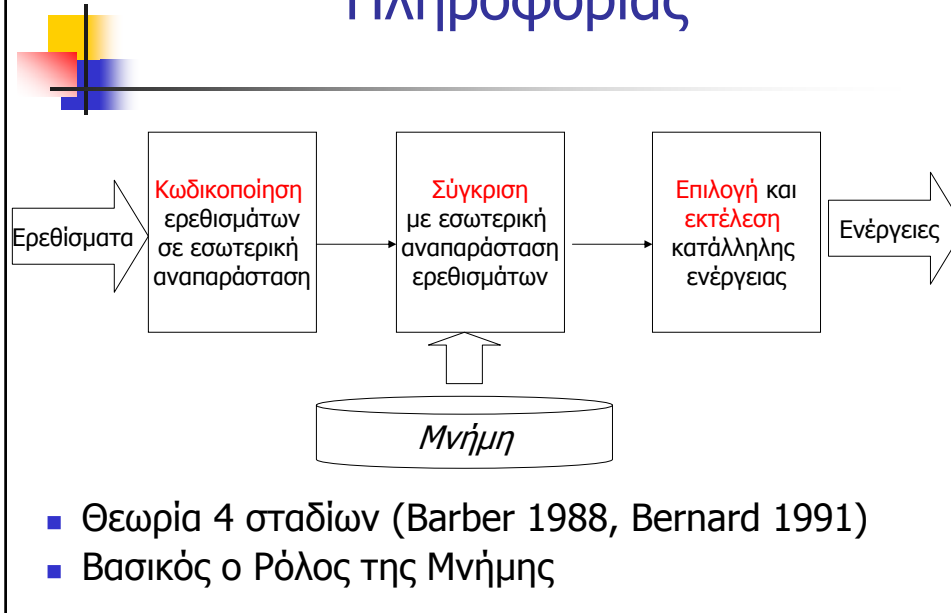 Πληροφορίας
Ερεθίσματα
Κωδικοποίηση
ερεθισμάτων
σε εσωτερική
αναπαράσταση
Σύγκριση
με εσωτερική
αναπαράσταση
ερεθισμάτων
Επιλογή και
εκτέλεση
κατάλληλης
ενέργειας
Ενέργειες
Μνήμη
Θεωρία 4 σταδίων (Barber 1988, Bernard 1991)
Βασικός ο Ρόλος της Μνήμης